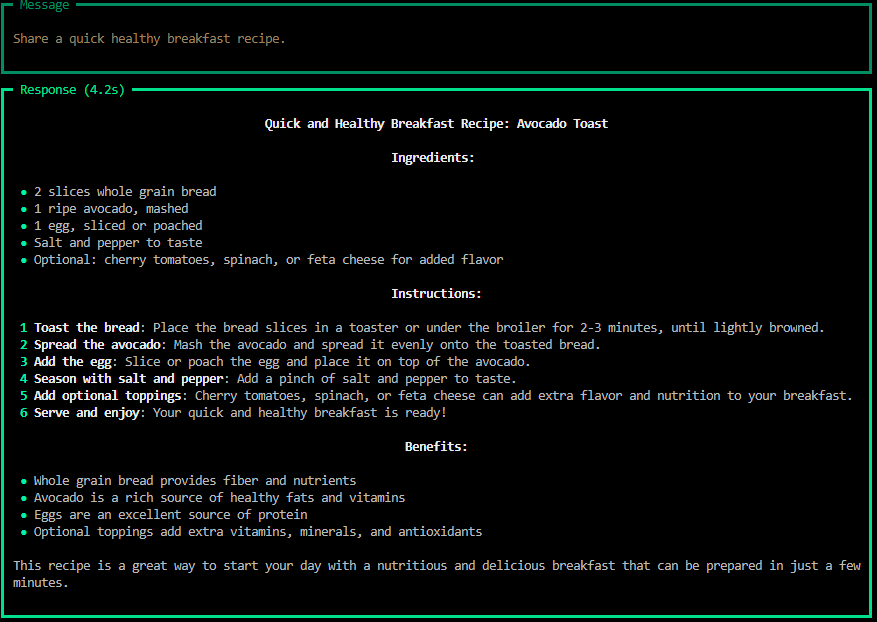 Message
Share a quick healthy breakfast recipe.
Response (4.2s)
Quick and Healthy Breakfast Recipe: Avocado Toast
Ingredients:
• 2 slices whole grain bread
• 1 ripe avocado, mashed
• 1 egg, sliced or poached
• Salt and pepper to taste
• Optional: cherry tomatoes, spinach, or feta cheese for added flavor
Instructions:
1 Toast the bread: Place the bread slices in a toaster or under the broiler for 2-3 minutes, until lightly browned.
2 Spread the avocado: Mash the avocado and spread it evenly onto the toasted bread.
3 Add the egg: Slice or poach the egg and place it on top of the avocado.
4 Season with salt and pepper: Add a pinch of salt and pepper to taste.
5 Add optional toppings: Cherry tomatoes, spinach, or feta cheese can add extra flavor and nutrition to your breakfast.
6 Serve and enjoy: Your quick and healthy breakfast is ready!
Benefits:
• Whole grain bread provides fiber and nutrients
• Avocado is a rich source of healthy fats and vitamins
• Eggs are an excellent source of protein
• Optional toppings add extra vitamins, minerals, and antioxidants
This recipe is a great way to start your day with a nutritious and delicious breakfast that can be prepared in just a few
minutes.